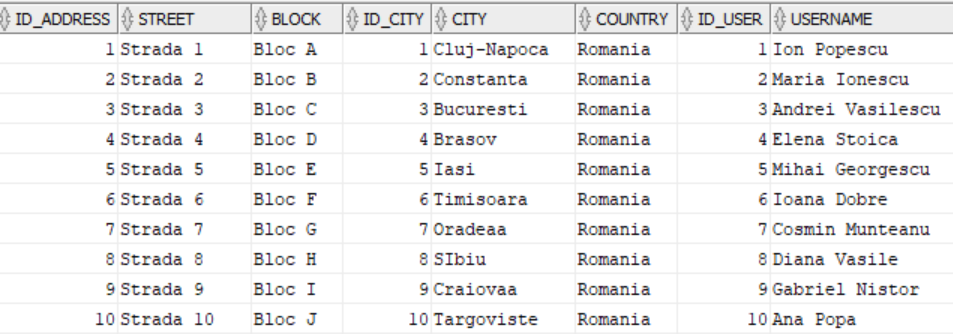 ID_ADDRESS STREET BLOCK ID_CITY CITY COUNTRY ID_USER USERNAME
1 Strada 1 Bloc A 1 Cluj-Napoca Romania 1 Ion Popescu
2 Strada 2 Bloc B 2 Constanta Romania 2 Maria Ionescu
3 Strada 3 Bloc C 3 Bucuresti Romania 3 Andrei Vasilescu
4 Strada 4 Bloc D 4 Brasov Romania 4 Elena Stoica
5 Strada 5 Bloc E 5 Iasi Romania 5 Mihai Georgescu
6 Strada 6 Bloc F 6 Timisoara Romania 6 Ioana Dobre
7 Strada 7 Bloc G 7 Oradeaa Romania 7 Cosmin Munteanu
8 Strada 8 Bloc H 8 SIbiu Romania 8 Diana Vasile
9 Strada 9 Bloc I 9 Craiovaa Romania 9 Gabriel Nistor
10 Strada 10 Bloc J 10 Targoviste Romania 10 Ana Popa